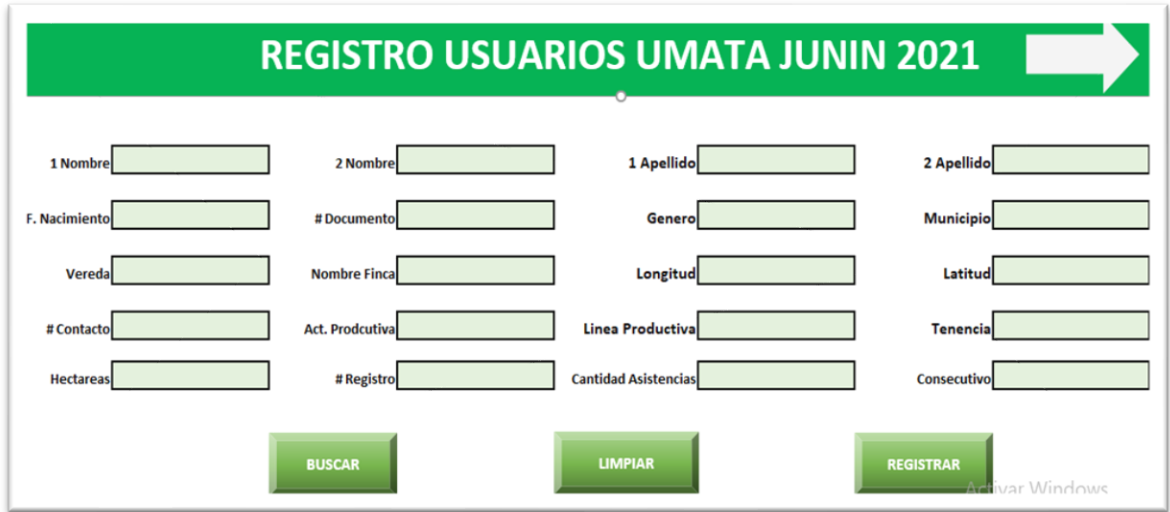 REGISTRO USUARIOS UMATA JUNIN 2021
1 Nombre 2 Nombre 1 Apellido 2 Apellido
F. Nacimiento # Documento Genero Municipio
Vereda Nombre Finca Longitud Latitud
# Contacto Act. Prodcutiva Linea Productiva Tenencia
Hectareas # Registro Cantidad Asistencias Consecutivo
BUSCAR LIMPIAR REGISTRAR
Activar Windows